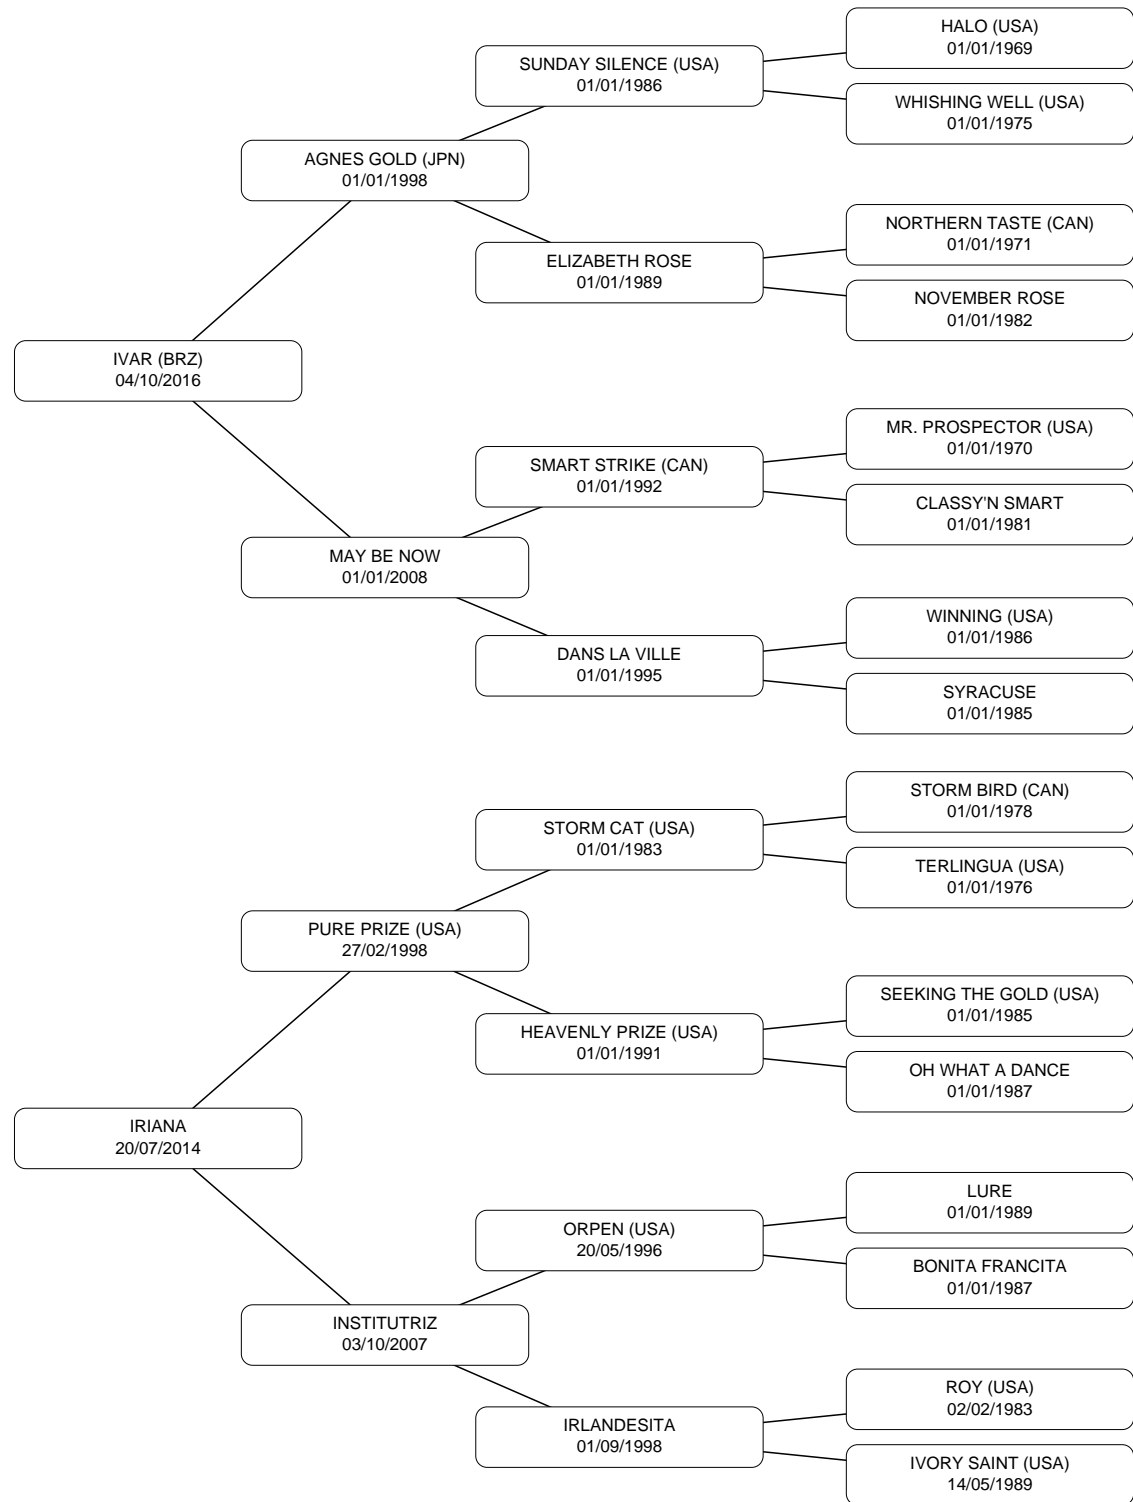 HALO (USA)
01/01/1969
SUNDAY SILENCE (USA)
01/01/1986
WHISHING WELL (USA)
01/01/1975
AGNES GOLD (JPN)
01/01/1998
NORTHERN TASTE (CAN)
01/01/1971
ELIZABETH ROSE
01/01/1989
NOVEMBER ROSE
01/01/1982
IVAR (BRZ)
04/10/2016
MR. PROSPECTOR (USA)
01/01/1970
SMART STRIKE (CAN)
01/01/1992
CLASSY'N SMART
01/01/1981
MAY BE NOW
01/01/2008
WINNING (USA)
01/01/1986
DANS LA VILLE
01/01/1995
SYRACUSE
01/01/1985
STORM BIRD (CAN)
01/01/1978
STORM CAT (USA)
01/01/1983
TERLINGUA (USA)
01/01/1976
PURE PRIZE (USA)
27/02/1998
SEEKING THE GOLD (USA)
01/01/1985
HEAVENLY PRIZE (USA)
01/01/1991
OH WHAT A DANCE
01/01/1987
IRIANA
20/07/2014
LURE
01/01/1989
ORPEN (USA)
20/05/1996
BONITA FRANCITA
01/01/1987
INSTITUTRIZ
03/10/2007
ROY (USA)
02/02/1983
IRLANDESITA
01/09/1998
IVORY SAINT (USA)
14/05/1989